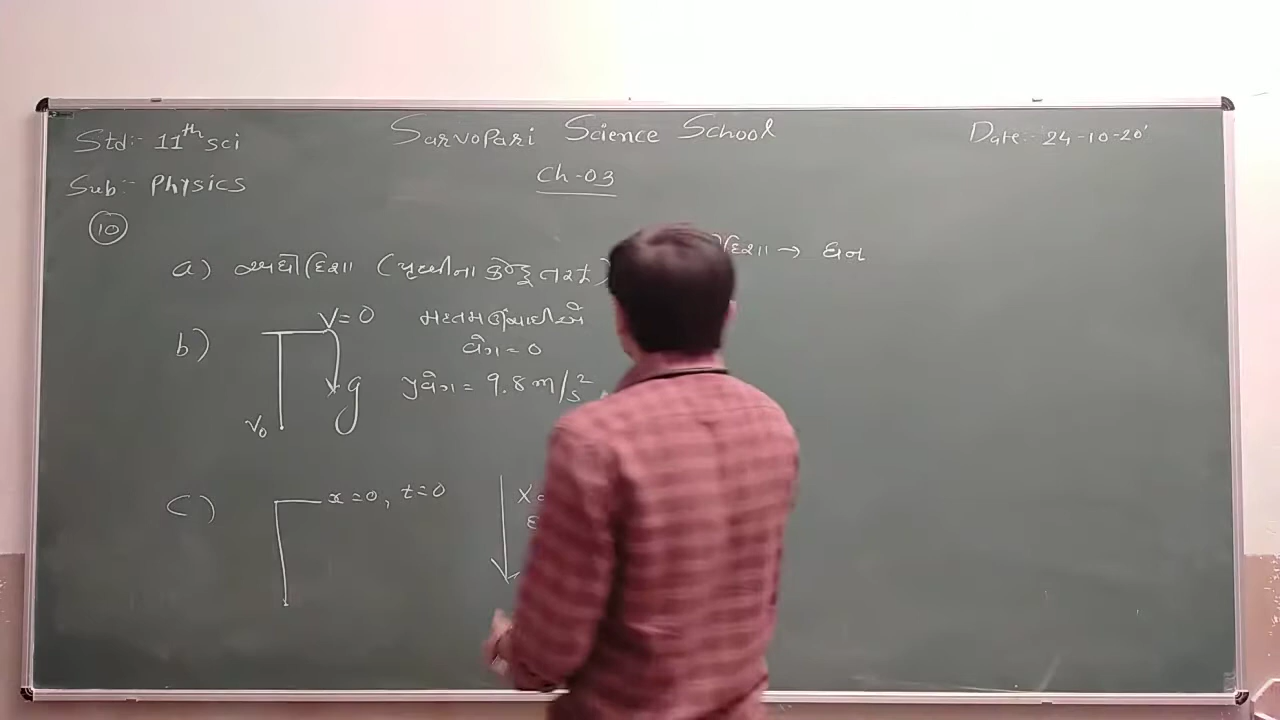 Std:- 11th sci
Sarvopari Science School
Date:- 24-10-20'
Sub:- Physics
Ch-03
10
a) અધોદિશા (પૃથ્વીના કેન્દ્ર તરફ)
દિશા → ધન
b)
V=0
V₀
g
મહત્તમ ઊંચાઈએ
વેગ = 0
પ્રવેગ = 9.8 m/s²
c)
x=0, t=0
X